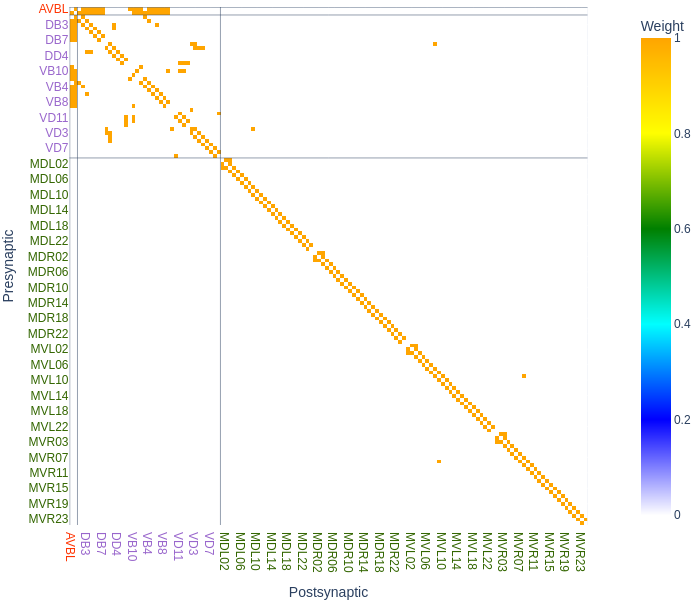 Weight
1
0.8
0.6
0.4
0.2
0
Presynaptic
AVBL
DB3
DB7
DD4
VB10
VB4
VB8
VD11
VD3
VD7
MDL02
MDL06
MDL10
MDL14
MDL18
MDL22
MDR02
MDR06
MDR10
MDR14
MDR18
MDR22
MVL02
MVL06
MVL10
MVL14
MVL18
MVL22
MVR03
MVR07
MVR11
MVR15
MVR19
MVR23
AVBL
DB3
DB7
DD4
VB10
VB4
VB8
VD11
VD3
VD7
MDL02
MDL06
MDL10
MDL14
MDL18
MDL22
MDR02
MDR06
MDR10
MDR14
MDR18
MDR22
MVL02
MVL06
MVL10
MVL14
MVL18
MVL22
MVR03
MVR07
MVR11
MVR15
MVR19
MVR23
Postsynaptic